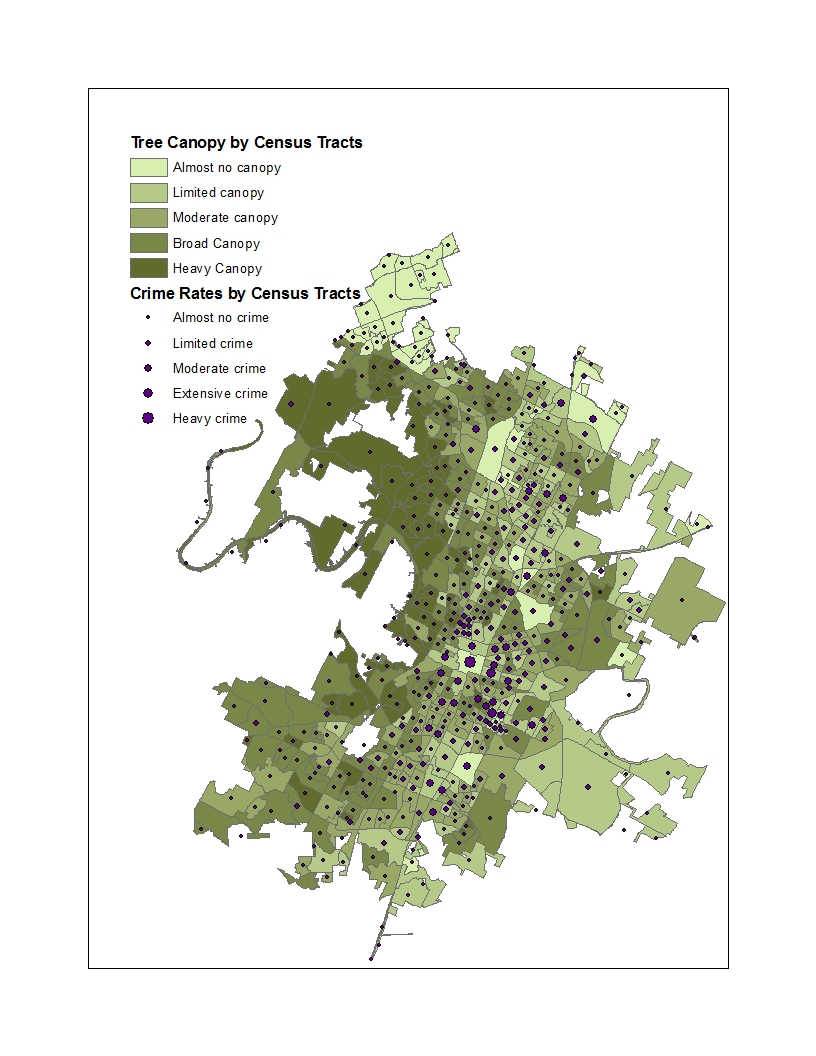 Tree Canopy by Census Tracts
Almost no canopy
Limited canopy
Moderate canopy
Broad Canopy
Heavy Canopy
Crime Rates by Census Tracts
Almost no crime
Limited crime
Moderate crime
Extensive crime
Heavy crime